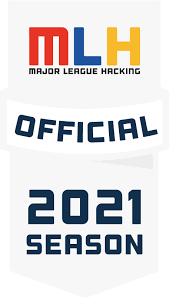 MLH
MAJOR LEAGUE HACKING
OFFICIAL
2021
SEASON